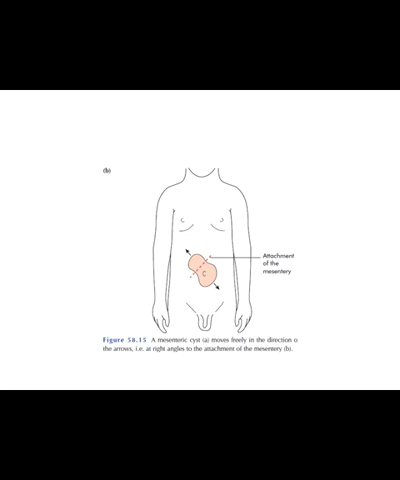 (b)
Attachment
of the
mesentery
Figure 58.15 A mesenteric cyst (a) moves freely in the direction o
the arrows, i.e. at right angles to the attachment of the mesentery (b).